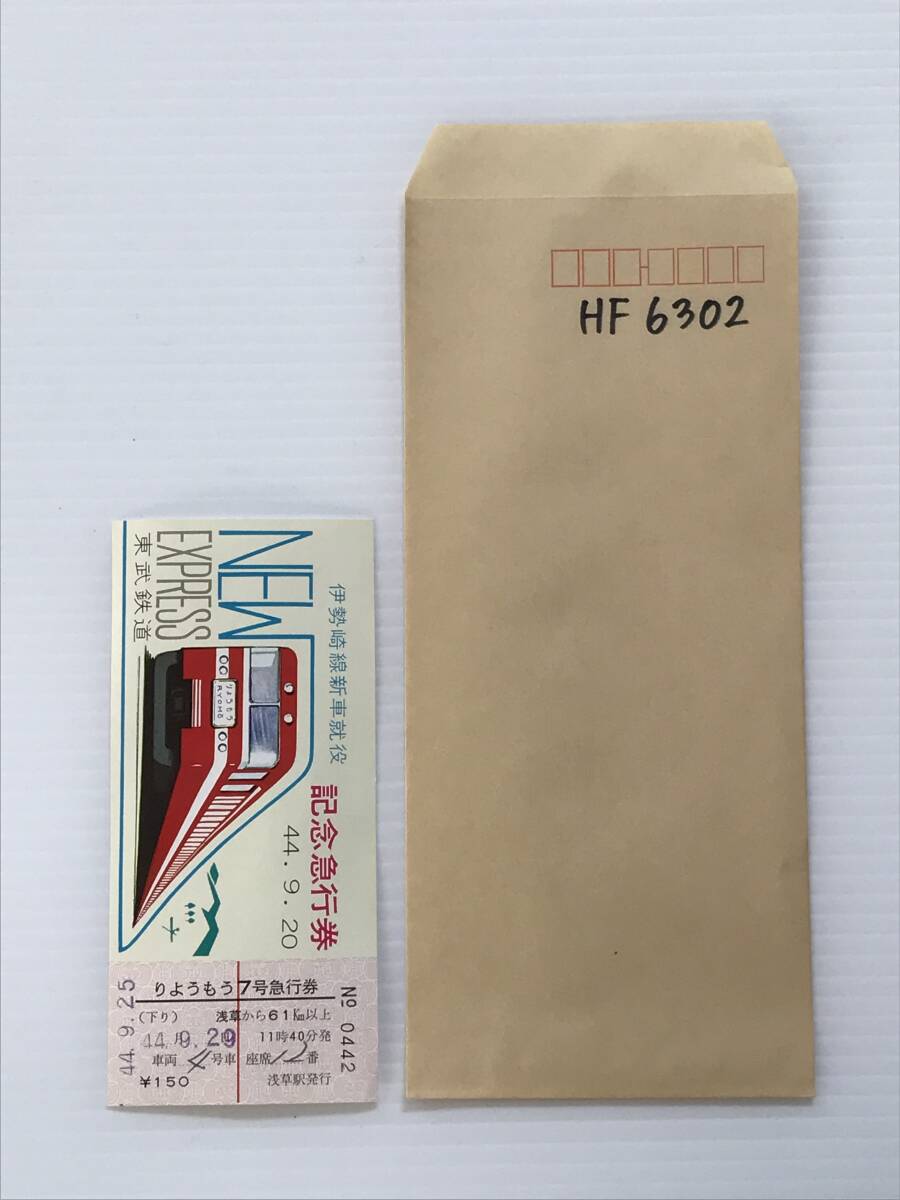 HF 6302
伊勢崎線新車就役
NEW
EXPRESS
東武鉄道
りょうもう
RYOMO
記念急行券
44.9.20
44.9.25
№ 0442
りようもう7号急行券
(下り) 浅草から61㎞以上
44.9.29 11時40分発
車両 号車 座席 12 番
¥150 浅草駅発行